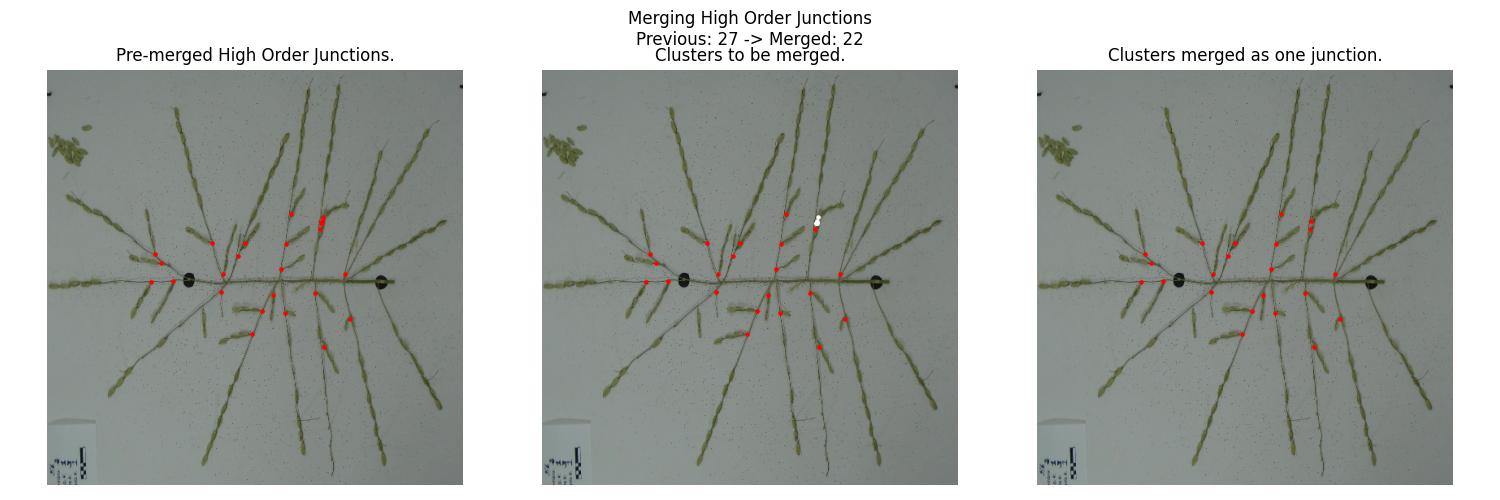 Merging High Order Junctions
Previous: 27 -> Merged: 22
Pre-merged High Order Junctions.
Clusters to be merged.
Clusters merged as one junction.